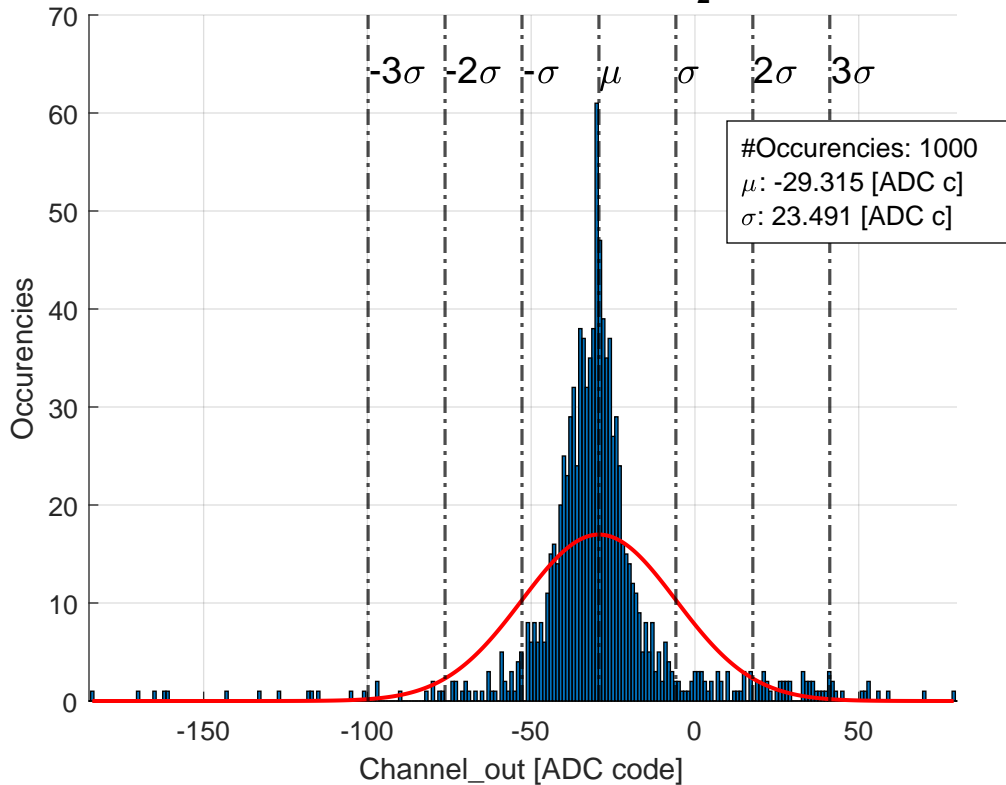 2
70
60
50
40
30
20
10
0
-3σ -2σ -σ μ σ 2σ 3σ
#Occurencies: 1000
μ: -29.315 [ADC c]
σ: 23.491 [ADC c]
Occurencies
-150 -100 -50 0 50
Channel_out [ADC code]